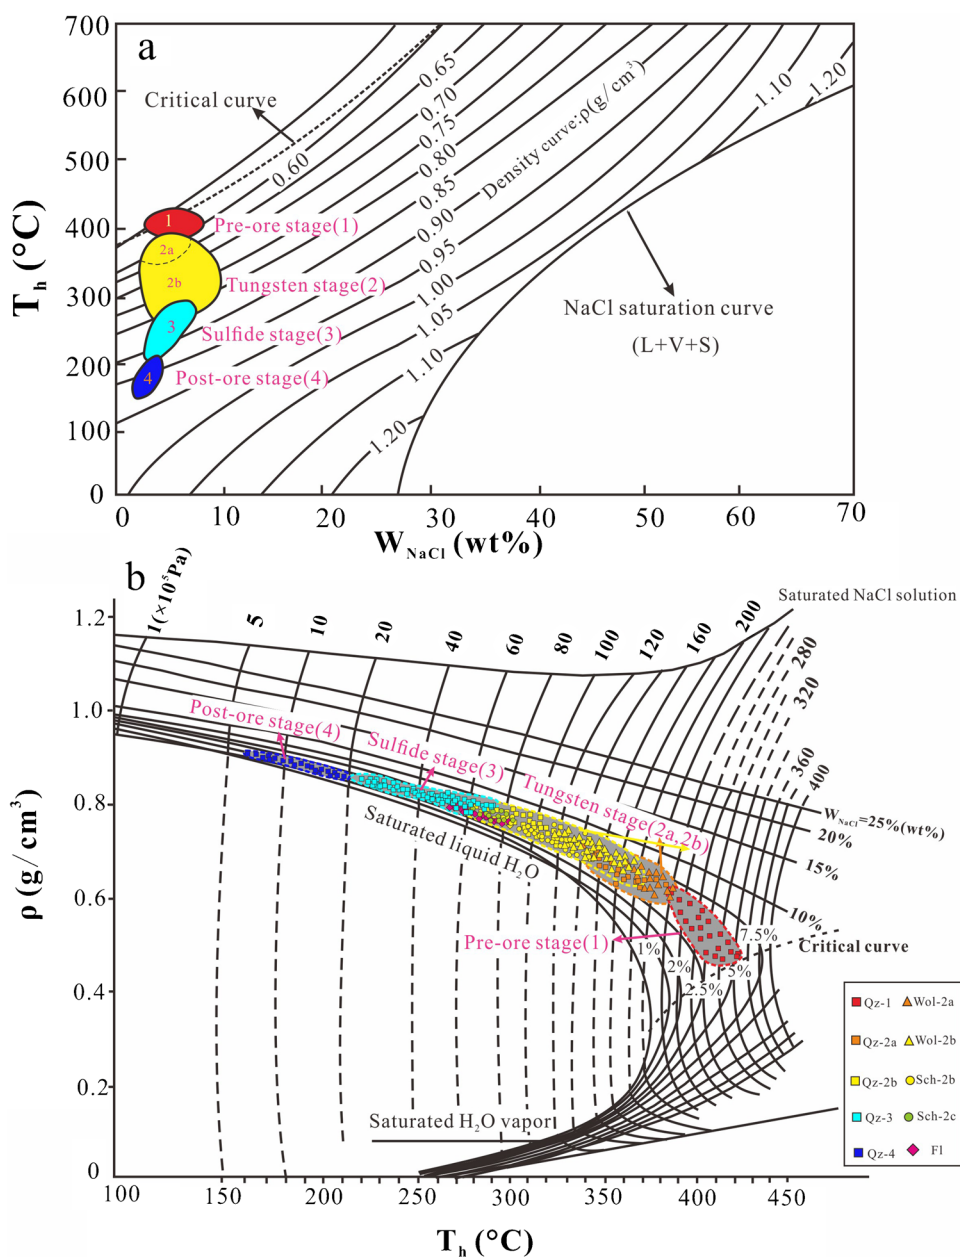 a
700
600
500
400
300
200
100
0
T_h (°C)
Critical curve
0.60
0.65
0.70
0.75
0.80
0.85
0.90
0.95
1.00
1.05
1.10
1.20
Density curve:ρ(g/cm³)
1.10
1.20
1
Pre-ore stage(1)
2a
2b
Tungsten stage(2)
3
Sulfide stage(3)
4
Post-ore stage(4)
NaCl saturation curve
(L+V+S)
0
10
20
30
40
50
60
70
W_NaCl (wt%)
b
1(×10⁵Pa)
5
10
20
40
60
80
100
120
160
200
280
320
360
400
Saturated NaCl solution
1.2
1.0
0.8
0.6
0.4
0.2
0
ρ (g/cm³)
Post-ore stage(4)
Sulfide stage(3)
Tungsten stage(2a,2b)
Pre-ore stage(1)
Saturated liquid H₂O
W_NaCl=25%(wt%)
20%
15%
10%
7.5%
5%
2.5%
2%
1%
Critical curve
Saturated H₂O vapor
Qz-1
Wol-2a
Qz-2a
Wol-2b
Qz-2b
Sch-2b
Qz-3
Sch-2c
Qz-4
Fl
100
150
200
250
300
350
400
450
T_h (°C)